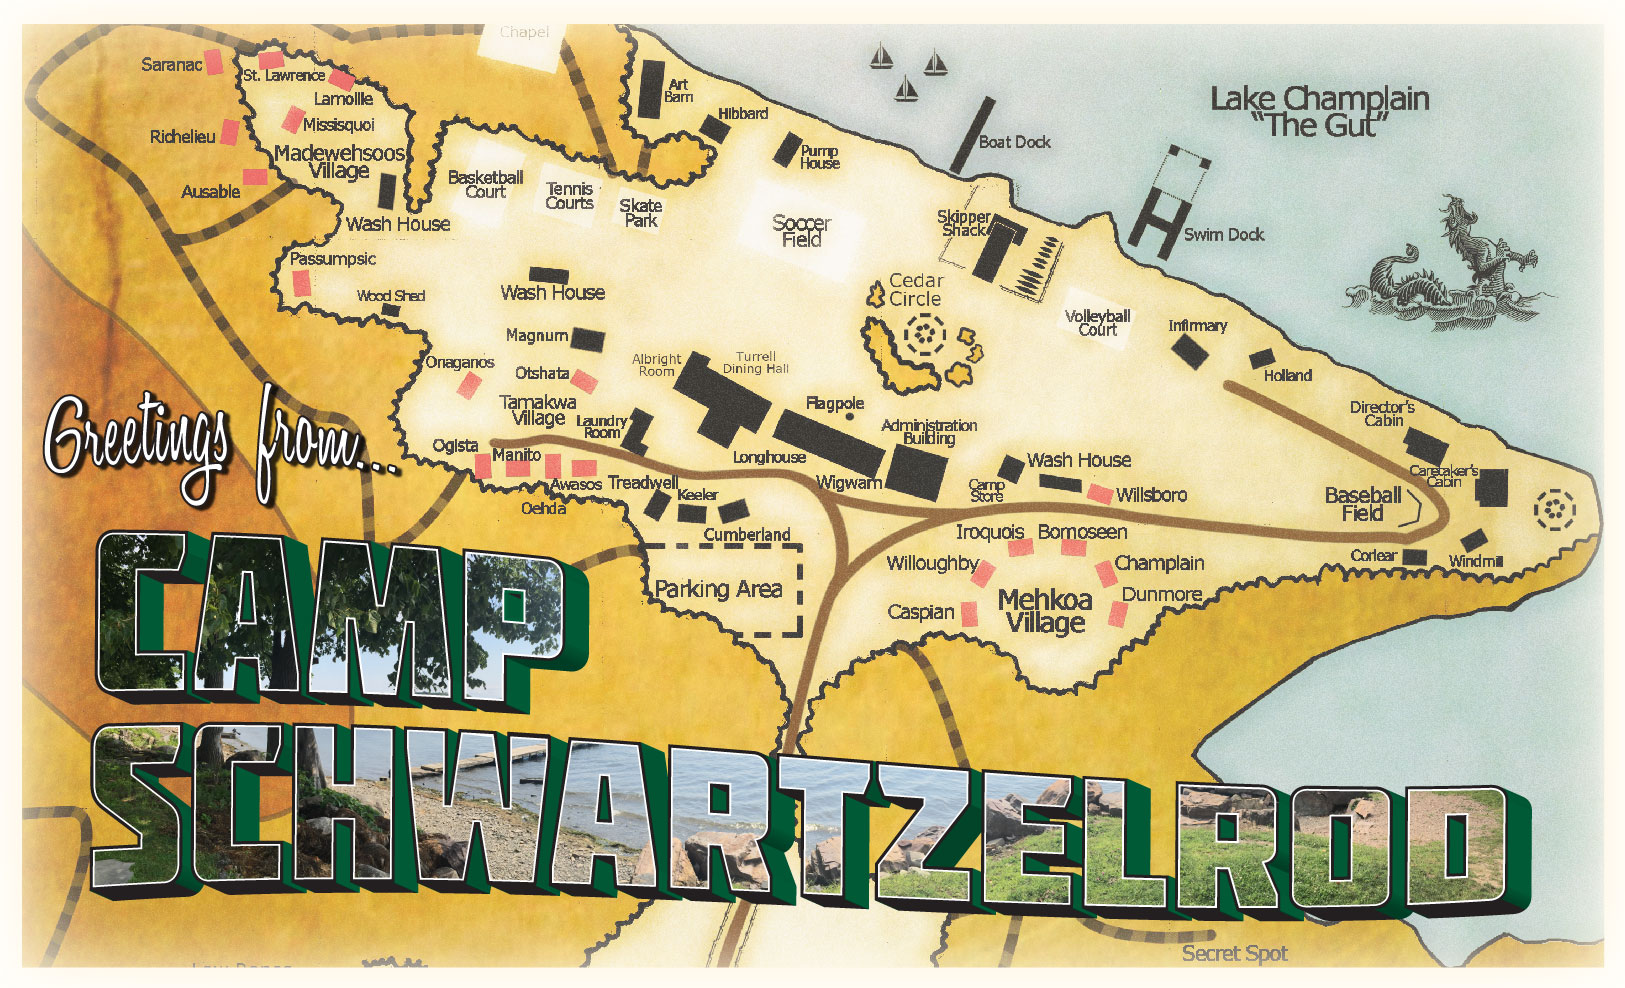 Chapel
Saranac
St. Lawrence
Lamoille
Missisquoi
Richelieu
Madewehsoos
Village
Ausable
Wash House
Art
Barn
Hibbard
Pump
House
Boat Dock
Lake Champlain
"The Gut"
Basketball
Court
Tennis
Courts
Skate
Park
Soccer
Field
Skipper
Shack
Swim Dock
Passumpsic
Wood Shed
Wash House
Cedar
Circle
Volleyball
Court
Infirmary
Holland
Magnum
Onaganos
Otshata
Albright
Room
Turrell
Dining Hall
Tamakwa
Village
Laundry
Room
Flagpole
Administration
Building
Director's
Cabin
Greetings from...
Ogista
Manito
Awasos
Oehda
Treadwell
Keeler
Cumberland
Longhouse
Wigwam
Camp
Store
Wash House
Willsboro
Baseball
Field
Caretaker's
Cabin
Corlear
Windmill
Parking Area
Iroquois
Bomoseen
Willoughby
Champlain
Caspian
Dunmore
Mehkoa
Village
CAMP
SCHWARTZELROD
Secret Spot